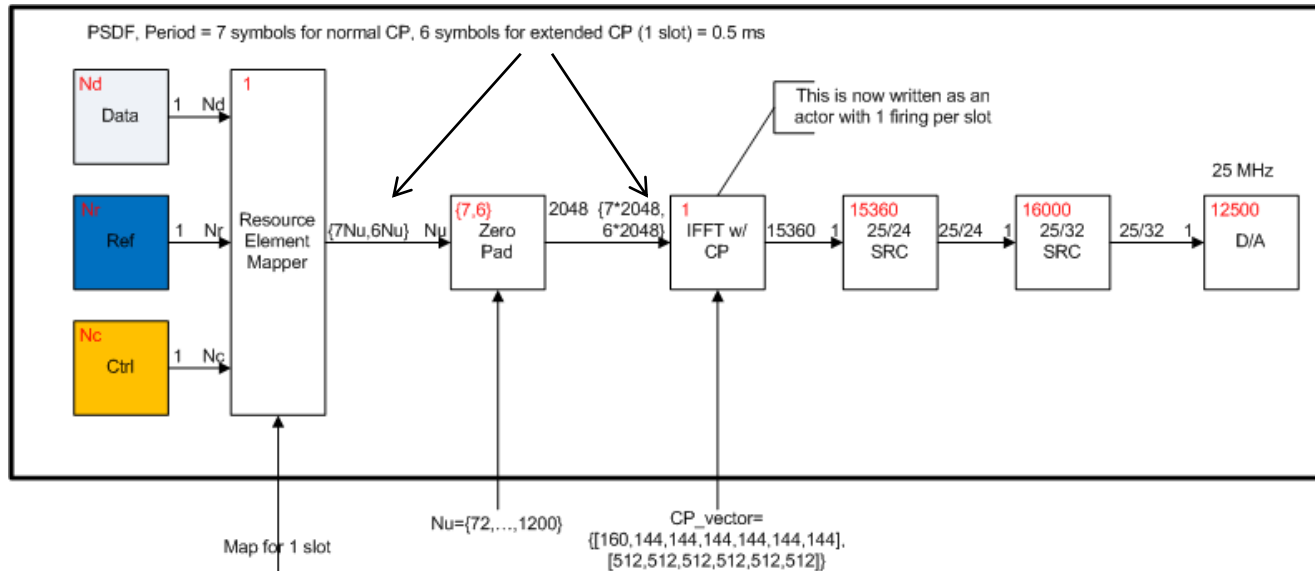 PSDF, Period = 7 symbols for normal CP, 6 symbols for extended CP (1 slot) = 0.5 ms
Nd
Data
1 Nd
Nr
Ref
1 Nr
Nc
Ctrl
1 Nc
1
Resource
Element
Mapper
{7Nu,6Nu} Nu
{7,6}
Zero
Pad
2048 {7*2048,
6*2048}
This is now written as an
actor with 1 firing per slot
1
IFFT w/
CP
15360 1
15360
25/24
SRC
25/24 1
16000
25/32
SRC
25/32 1
25 MHz
12500
D/A
Map for 1 slot
Nu={72,...,1200}
CP_vector=
{[160,144,144,144,144,144,144],
[512,512,512,512,512,512]}